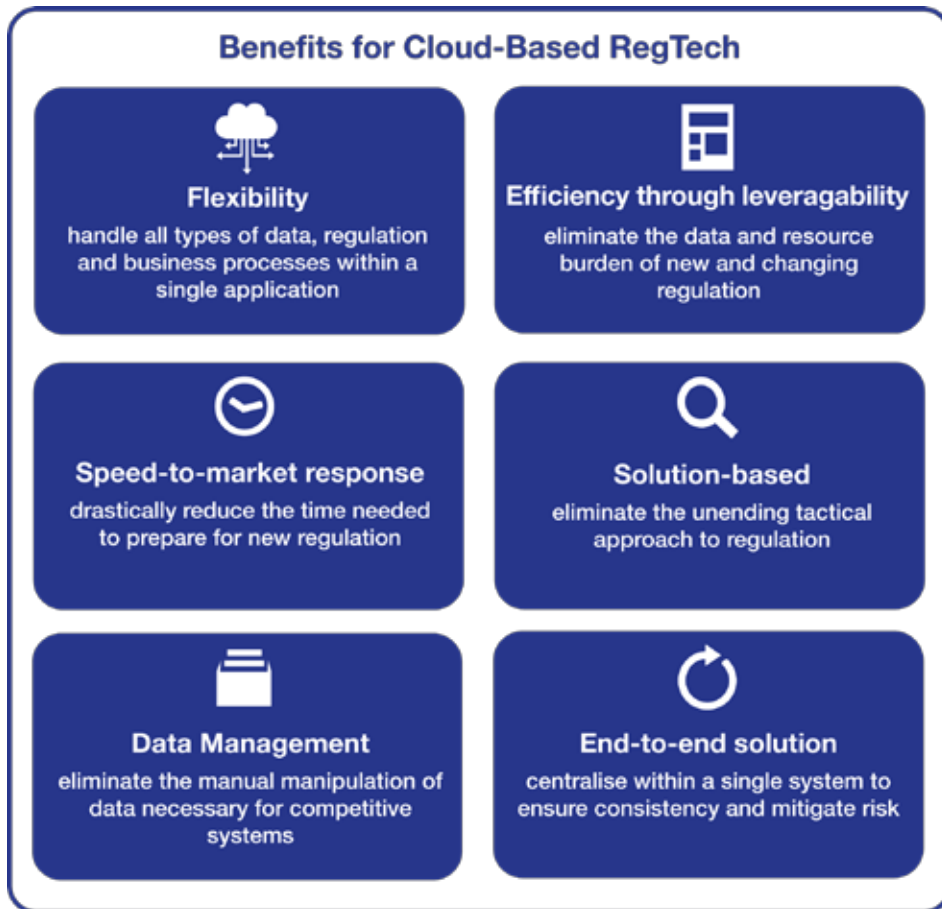 Benefits for Cloud-Based RegTech
Flexibility
handle all types of data, regulation
and business processes within a
single application
Efficiency through leveragability
eliminate the data and resource
burden of new and changing
regulation
Speed-to-market response
drastically reduce the time needed
to prepare for new regulation
Solution-based
eliminate the unending tactical
approach to regulation
Data Management
eliminate the manual manipulation of
data necessary for competitive
systems
End-to-end solution
centralise within a single system to
ensure consistency and mitigate risk